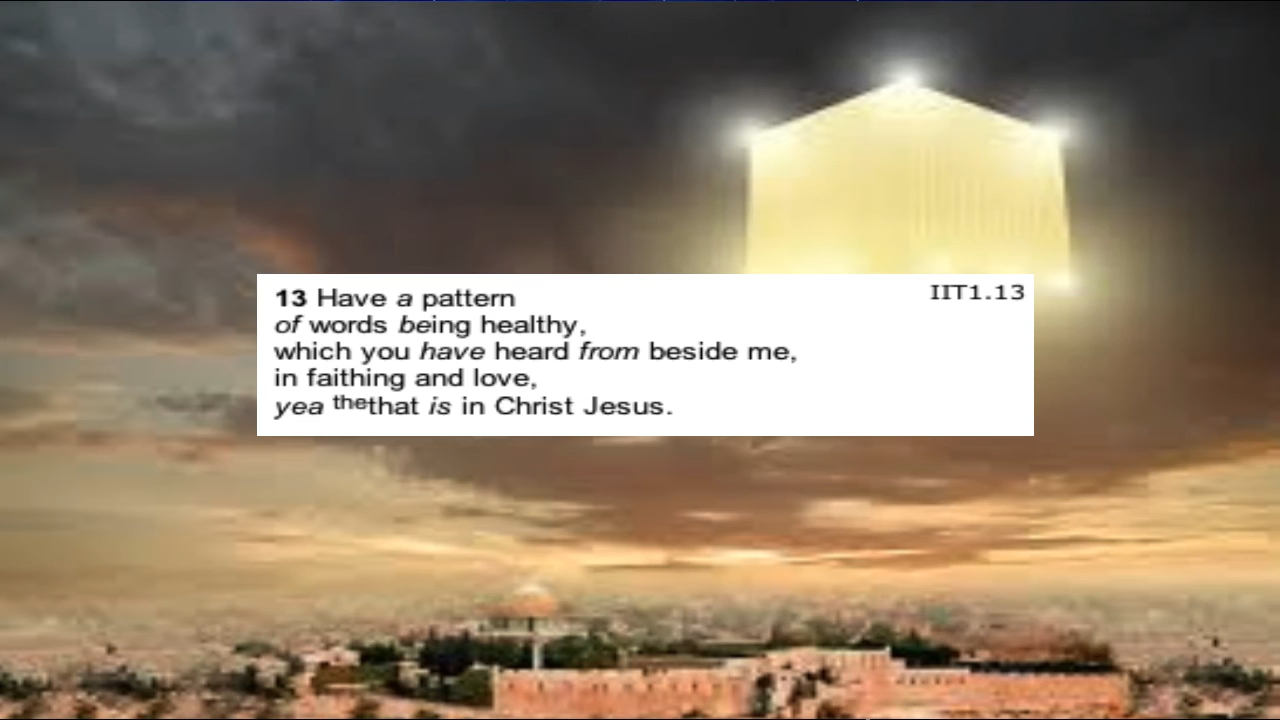 13 Have a pattern IIT1.13
of words being healthy,
which you have heard from beside me,
in faithing and love,
yea thethat is in Christ Jesus.